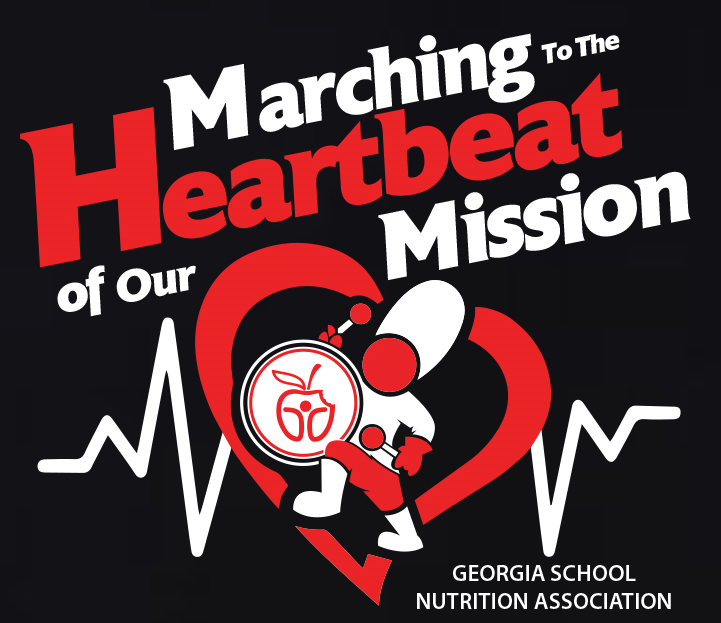 Marching To The
Heartbeat
of Our Mission
GEORGIA SCHOOL
NUTRITION ASSOCIATION